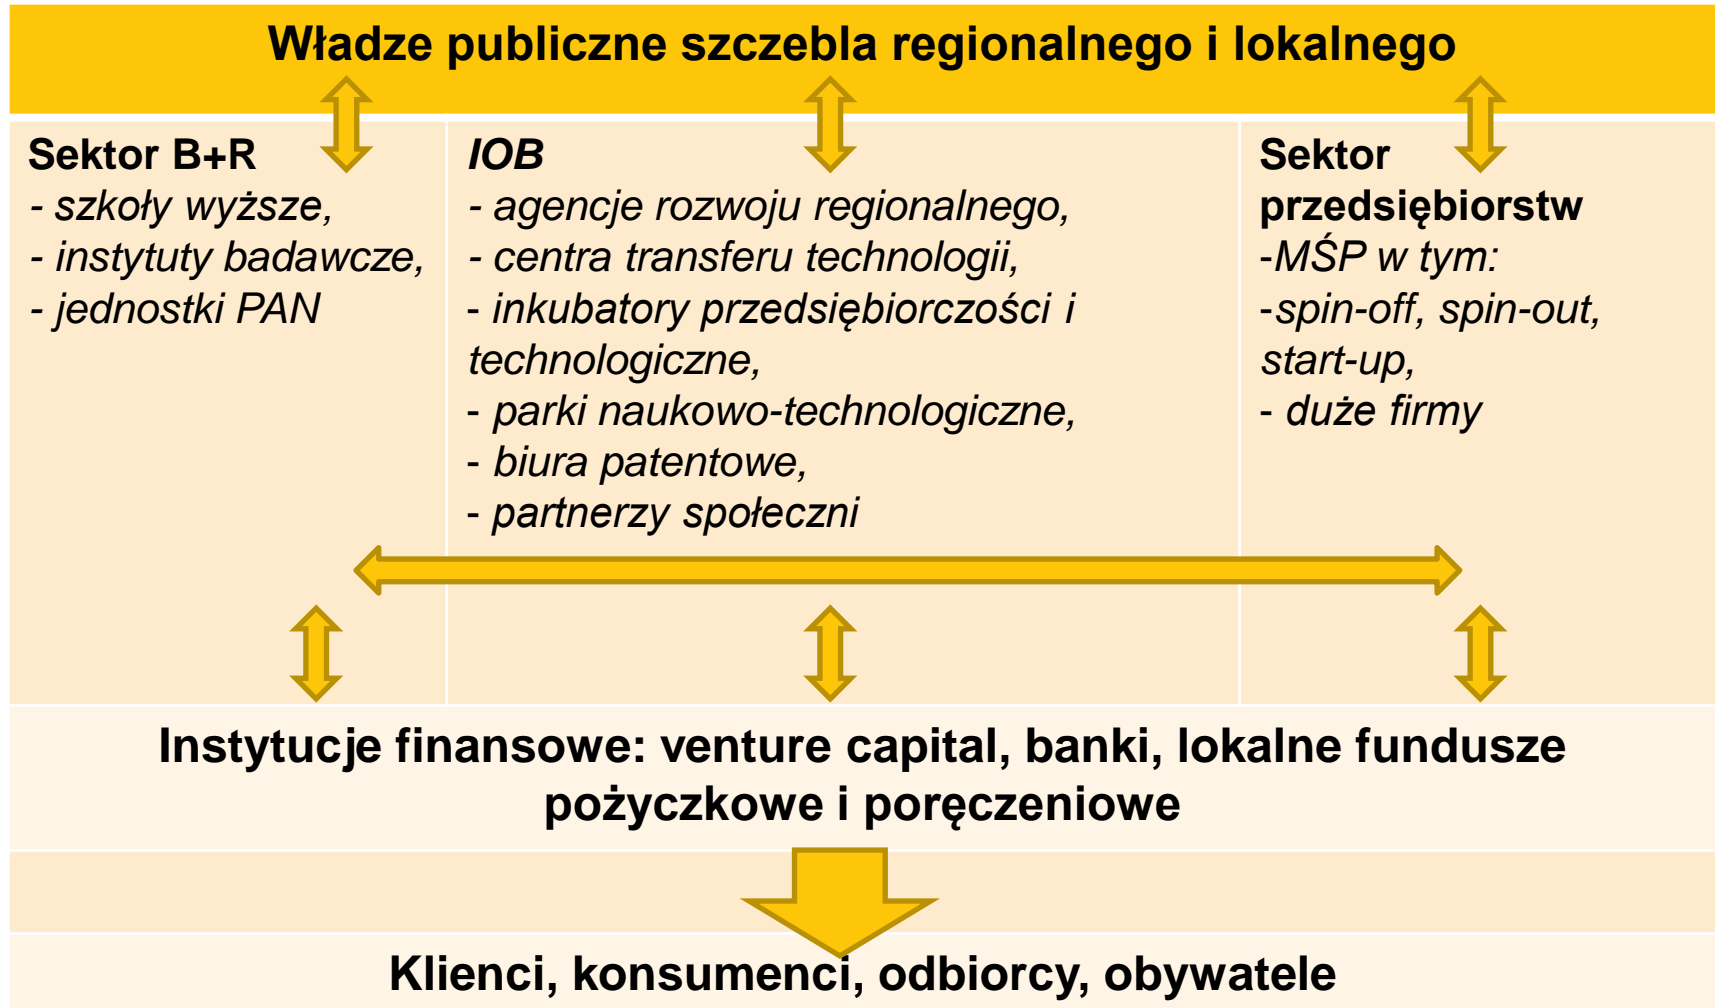 Władze publiczne szczebla regionalnego i lokalnego
Sektor B+R
- szkoły wyższe,
- instytuty badawcze,
- jednostki PAN
IOB
- agencje rozwoju regionalnego,
- centra transferu technologii,
- inkubatory przedsiębiorczości i
technologiczne,
- parki naukowo-technologiczne,
- biura patentowe,
- partnerzy społeczni
Sektor
przedsiębiorstw
-MŚP w tym:
-spin-off, spin-out,
start-up,
- duże firmy
Instytucje finansowe: venture capital, banki, lokalne fundusze
pożyczkowe i poręczeniowe
Klienci, konsumenci, odbiorcy, obywatele